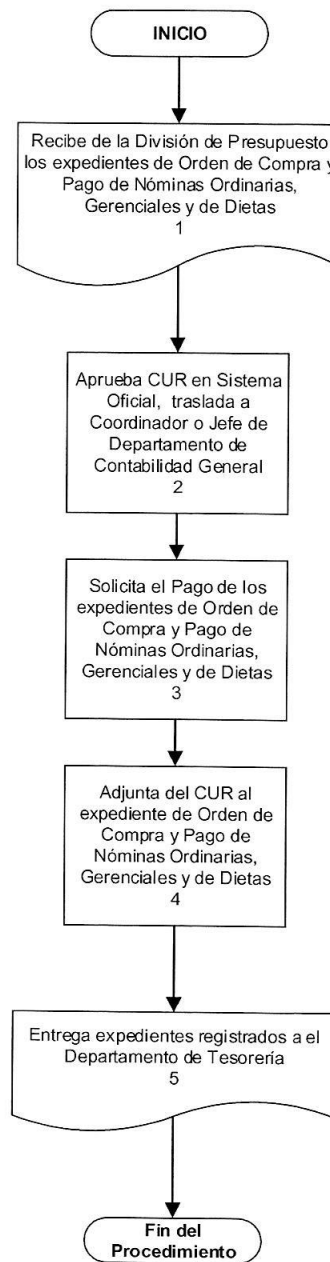 INICIO
Recibe de la División de Presupuesto
los expedientes de Orden de Compra y
Pago de Nóminas Ordinarias,
Gerenciales y de Dietas
1
Aprueba CUR en Sistema
Oficial, traslada a
Coordinador o Jefe de
Departamento de
Contabilidad General
2
Solicita el Pago de los
expedientes de Orden de
Compra y Pago de
Nóminas Ordinarias,
Gerenciales y de Dietas
3
Adjunta del CUR al
expediente de Orden de
Compra y Pago de
Nóminas Ordinarias,
Gerenciales y de Dietas
4
Entrega expedientes registrados a el
Departamento de Tesorería
5
Fin del
Procedimiento